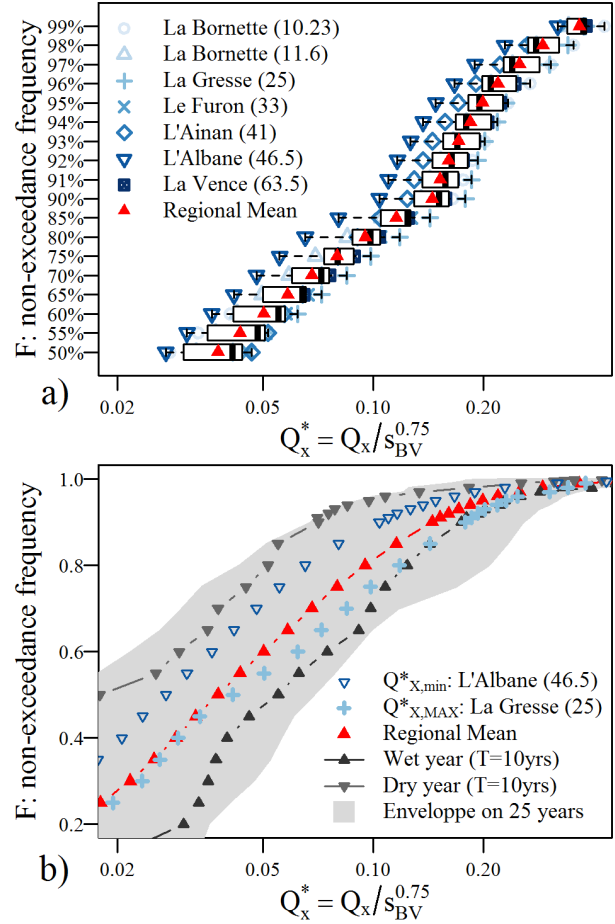 99%
98%
97%
96%
95%
94%
93%
92%
91%
90%
85%
80%
75%
70%
65%
60%
55%
50%
F: non-exceedance frequency
La Bornette (10.23)
La Bornette (11.6)
La Gresse (25)
Le Furon (33)
L'Ainan (41)
L'Albane (46.5)
La Vence (63.5)
Regional Mean
a)
0.02 0.05 0.10 0.20
Q*x = Qx/s0.75BV
1.0
0.8
0.6
0.4
0.2
F: non-exceedance frequency
Q*X,min: L'Albane (46.5)
Q*X,MAX: La Gresse (25)
Regional Mean
Wet year (T=10yrs)
Dry year (T=10yrs)
Enveloppe on 25 years
b)
0.02 0.05 0.10 0.20
Q*x = Qx/s0.75BV